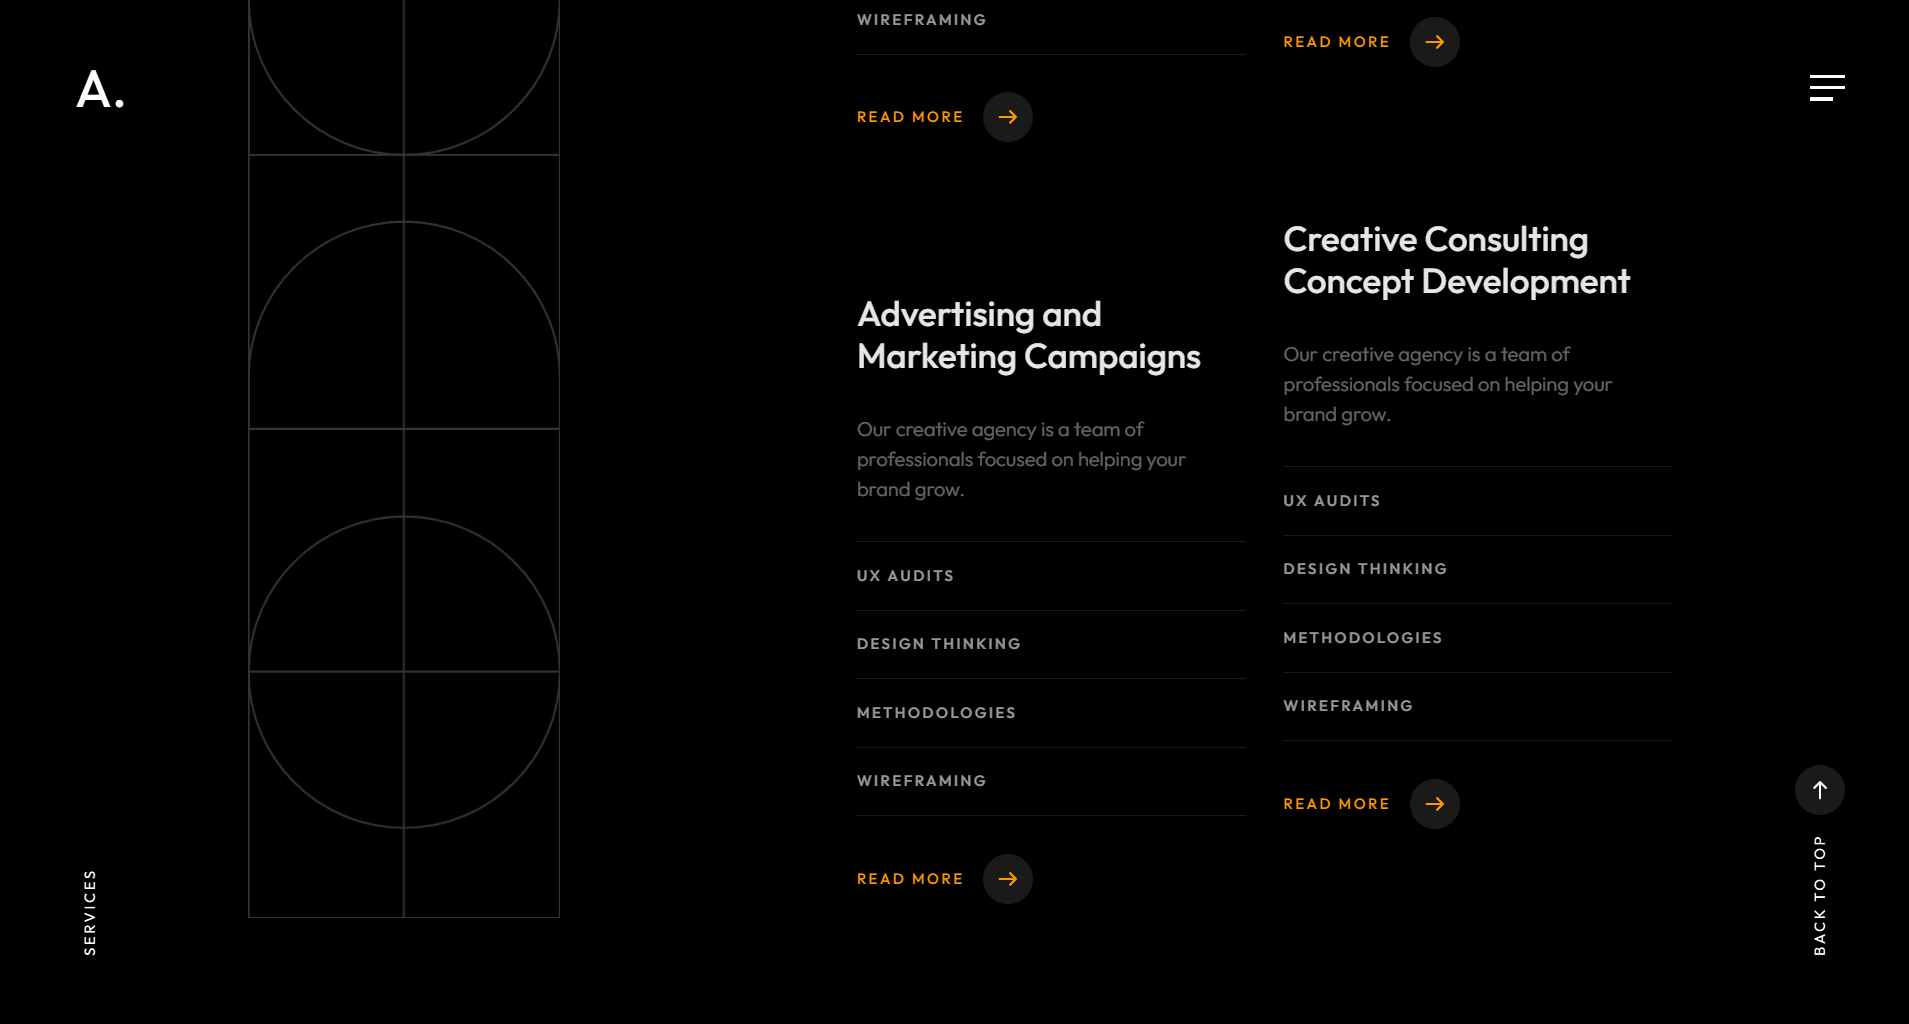 A.
WIREFRAMING
READ MORE
READ MORE
Advertising and
Marketing Campaigns
Our creative agency is a team of
professionals focused on helping your
brand grow.
UX AUDITS
DESIGN THINKING
METHODOLOGIES
WIREFRAMING
READ MORE
Creative Consulting
Concept Development
Our creative agency is a team of
professionals focused on helping your
brand grow.
UX AUDITS
DESIGN THINKING
METHODOLOGIES
WIREFRAMING
READ MORE
SERVICES
BACK TO TOP